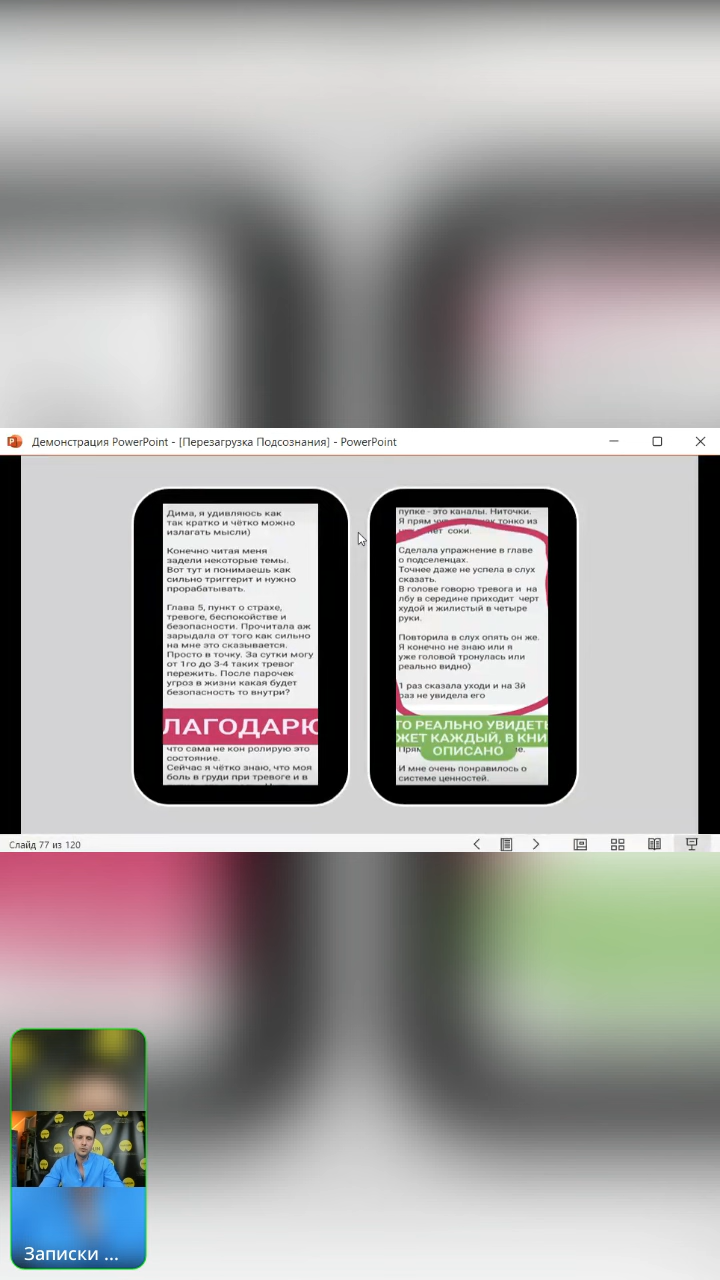 Демонстрация PowerPoint - [Перезагрузка Подсознания] - PowerPoint
Дима, я удивляюсь как
так кратко и чётко можно
излагать мысли)
Конечно читая меня
задели некоторые темы.
Вот тут и понимаешь как
сильно триггерит и нужно
прорабатывать.
Глава 5, пункт о страхе,
тревоге, беспокойстве и
безопасности. Прочитала аж
зарыдала от того как сильно
на мне это сказывается.
Просто в точку. За сутки могу
от 1го до 3-4 таких тревог
пережить. После парочек
угроз в жизни какая будет
безопасность то внутри?
ЛАГОДАРЮ
что сама не кон ролирую это
состояние.
Сейчас я чётко знаю, что моя
боль в груди при тревоге и в
пупке - это каналы. Ниточки.
Я прям тонко из
соки.
Сделала упражнение в главе
о подселенцах.
Точнее даже не успела в слух
сказать.
В голове говорю тревога и на
лбу в середине приходит черт
худой и жилистый в четыре
руки.
Повторила в слух опять он же.
Я конечно не знаю или я
уже головой тронулась или
реально видно)
1 раз сказала уходи и на 3й
раз не увидела его
ТО РЕАЛЬНО УВИДЕТЬ
ЖЕТ КАЖДЫЙ, В КНИ
ОПИСАНО
И мне очень понравилось о
системе ценностей.
Слайд 77 из 120
Записки ...